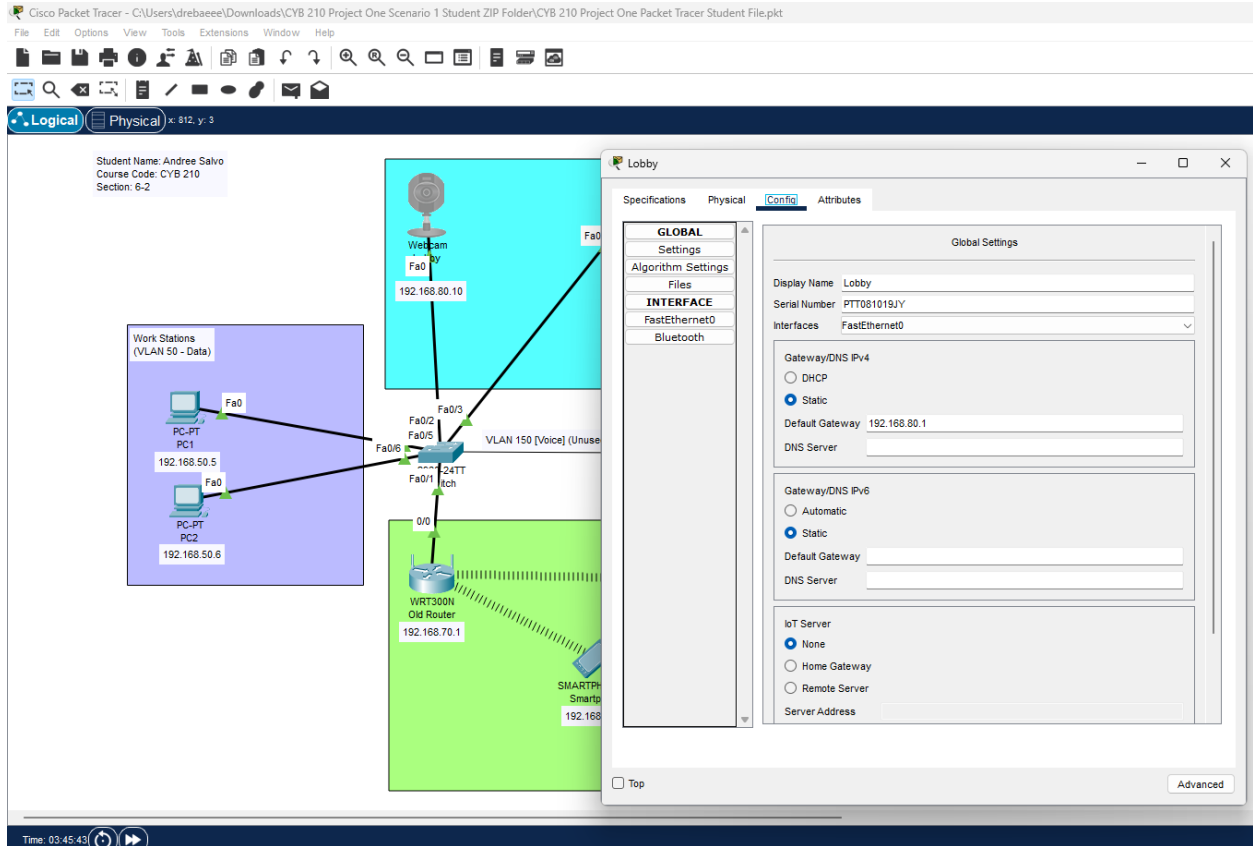 Cisco Packet Tracer - C:\Users\drebaeee\Downloads\CYB 210 Project One Scenario 1 Student ZIP Folder\CYB 210 Project One Packet Tracer Student File.pkt
File Edit Options View Tools Extensions Window Help
Logical Physical x: 812, y: 3
Student Name: Andree Salvo
Course Code: CYB 210
Section: 6-2
Webcam
Fa0
192.168.80.10
Fa0
Work Stations
(VLAN 50 - Data)
Fa0
PC-PT
PC1
192.168.50.5
Fa0
PC-PT
PC2
192.168.50.6
Fa0/3
Fa0/2
Fa0/5
Fa0/6
VLAN 150 [Voice] (Unuse
-24TT
Fa0/1
itch
0/0
WRT300N
Old Router
192.168.70.1
SMARTPH
Smartp
192.168
Lobby
Specifications Physical Config Attributes
GLOBAL
Settings
Algorithm Settings
Files
INTERFACE
FastEthernet0
Bluetooth
Global Settings
Display Name Lobby
Serial Number PTT081019JY
Interfaces FastEthernet0
Gateway/DNS IPv4
DHCP
Static
Default Gateway 192.168.80.1
DNS Server
Gateway/DNS IPv6
Automatic
Static
Default Gateway
DNS Server
IoT Server
None
Home Gateway
Remote Server
Server Address
Top
Advanced
Time: 03:45:43